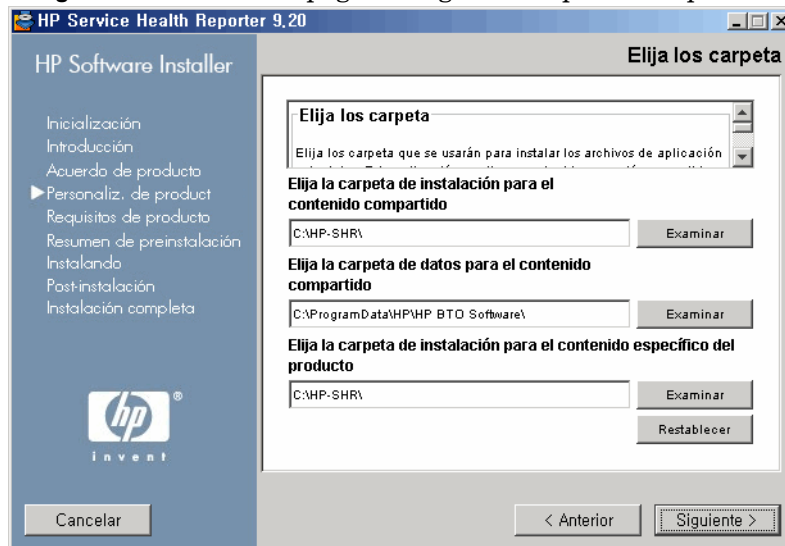 HP Service Health Reporter 9,20
HP Software Installer
Elija los carpeta
Inicialización
Introducción
Acuerdo de producto
Personaliz. de product
Requisitos de producto
Resumen de preinstalación
Instalando
Post-instalación
Instalación completa
hp
®
invent
Elija los carpeta
Elija los carpeta que se usarán para instalar los archivos de aplicación
Elija la carpeta de instalación para el
contenido compartido
C:\HP-SHR\
Examinar
Elija la carpeta de datos para el contenido
compartido
C:\ProgramData\HP\HP BTO Software\
Examinar
Elija la carpeta de instalación para el contenido específico del
producto
C:\HP-SHR\
Examinar
Restablecer
Cancelar
< Anterior
Siguiente >